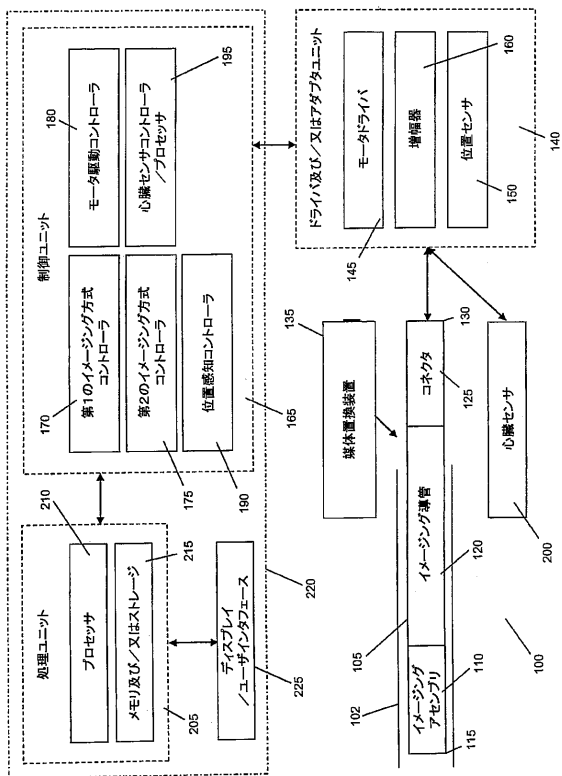 処理ユニット
210
プロセッサ
215
メモリ及び／又はストレージ
205
220
ディスプレイ
／ユーザインタフェース
225
制御ユニット
170
第1のイメージング方式
コントローラ
180
モータ駆動コントローラ
第2のイメージング方式
コントローラ
175
心臓センサコントローラ
／プロセッサ
195
位置感知コントローラ
190
165
ドライバ及び／又はアダプタユニット
モータドライバ
145
増幅器
160
位置センサ
150
140
135
媒体置換装置
130
コネクタ
125
イメージング導管
120
105
102
イメージング
アセンブリ
110
115
心臓センサ
200
100